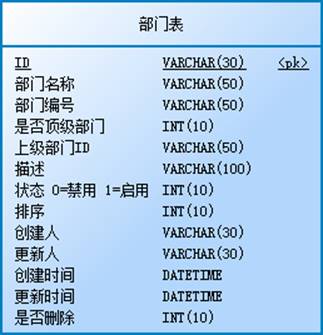 部门表
ID VARCHAR(30) <pk>
部门名称 VARCHAR(50)
部门编号 VARCHAR(50)
是否顶级部门 INT(10)
上级部门ID VARCHAR(50)
描述 VARCHAR(100)
状态 0=禁用 1=启用 INT(10)
排序 INT(10)
创建人 VARCHAR(30)
更新人 VARCHAR(30)
创建时间 DATETIME
更新时间 DATETIME
是否删除 INT(10)